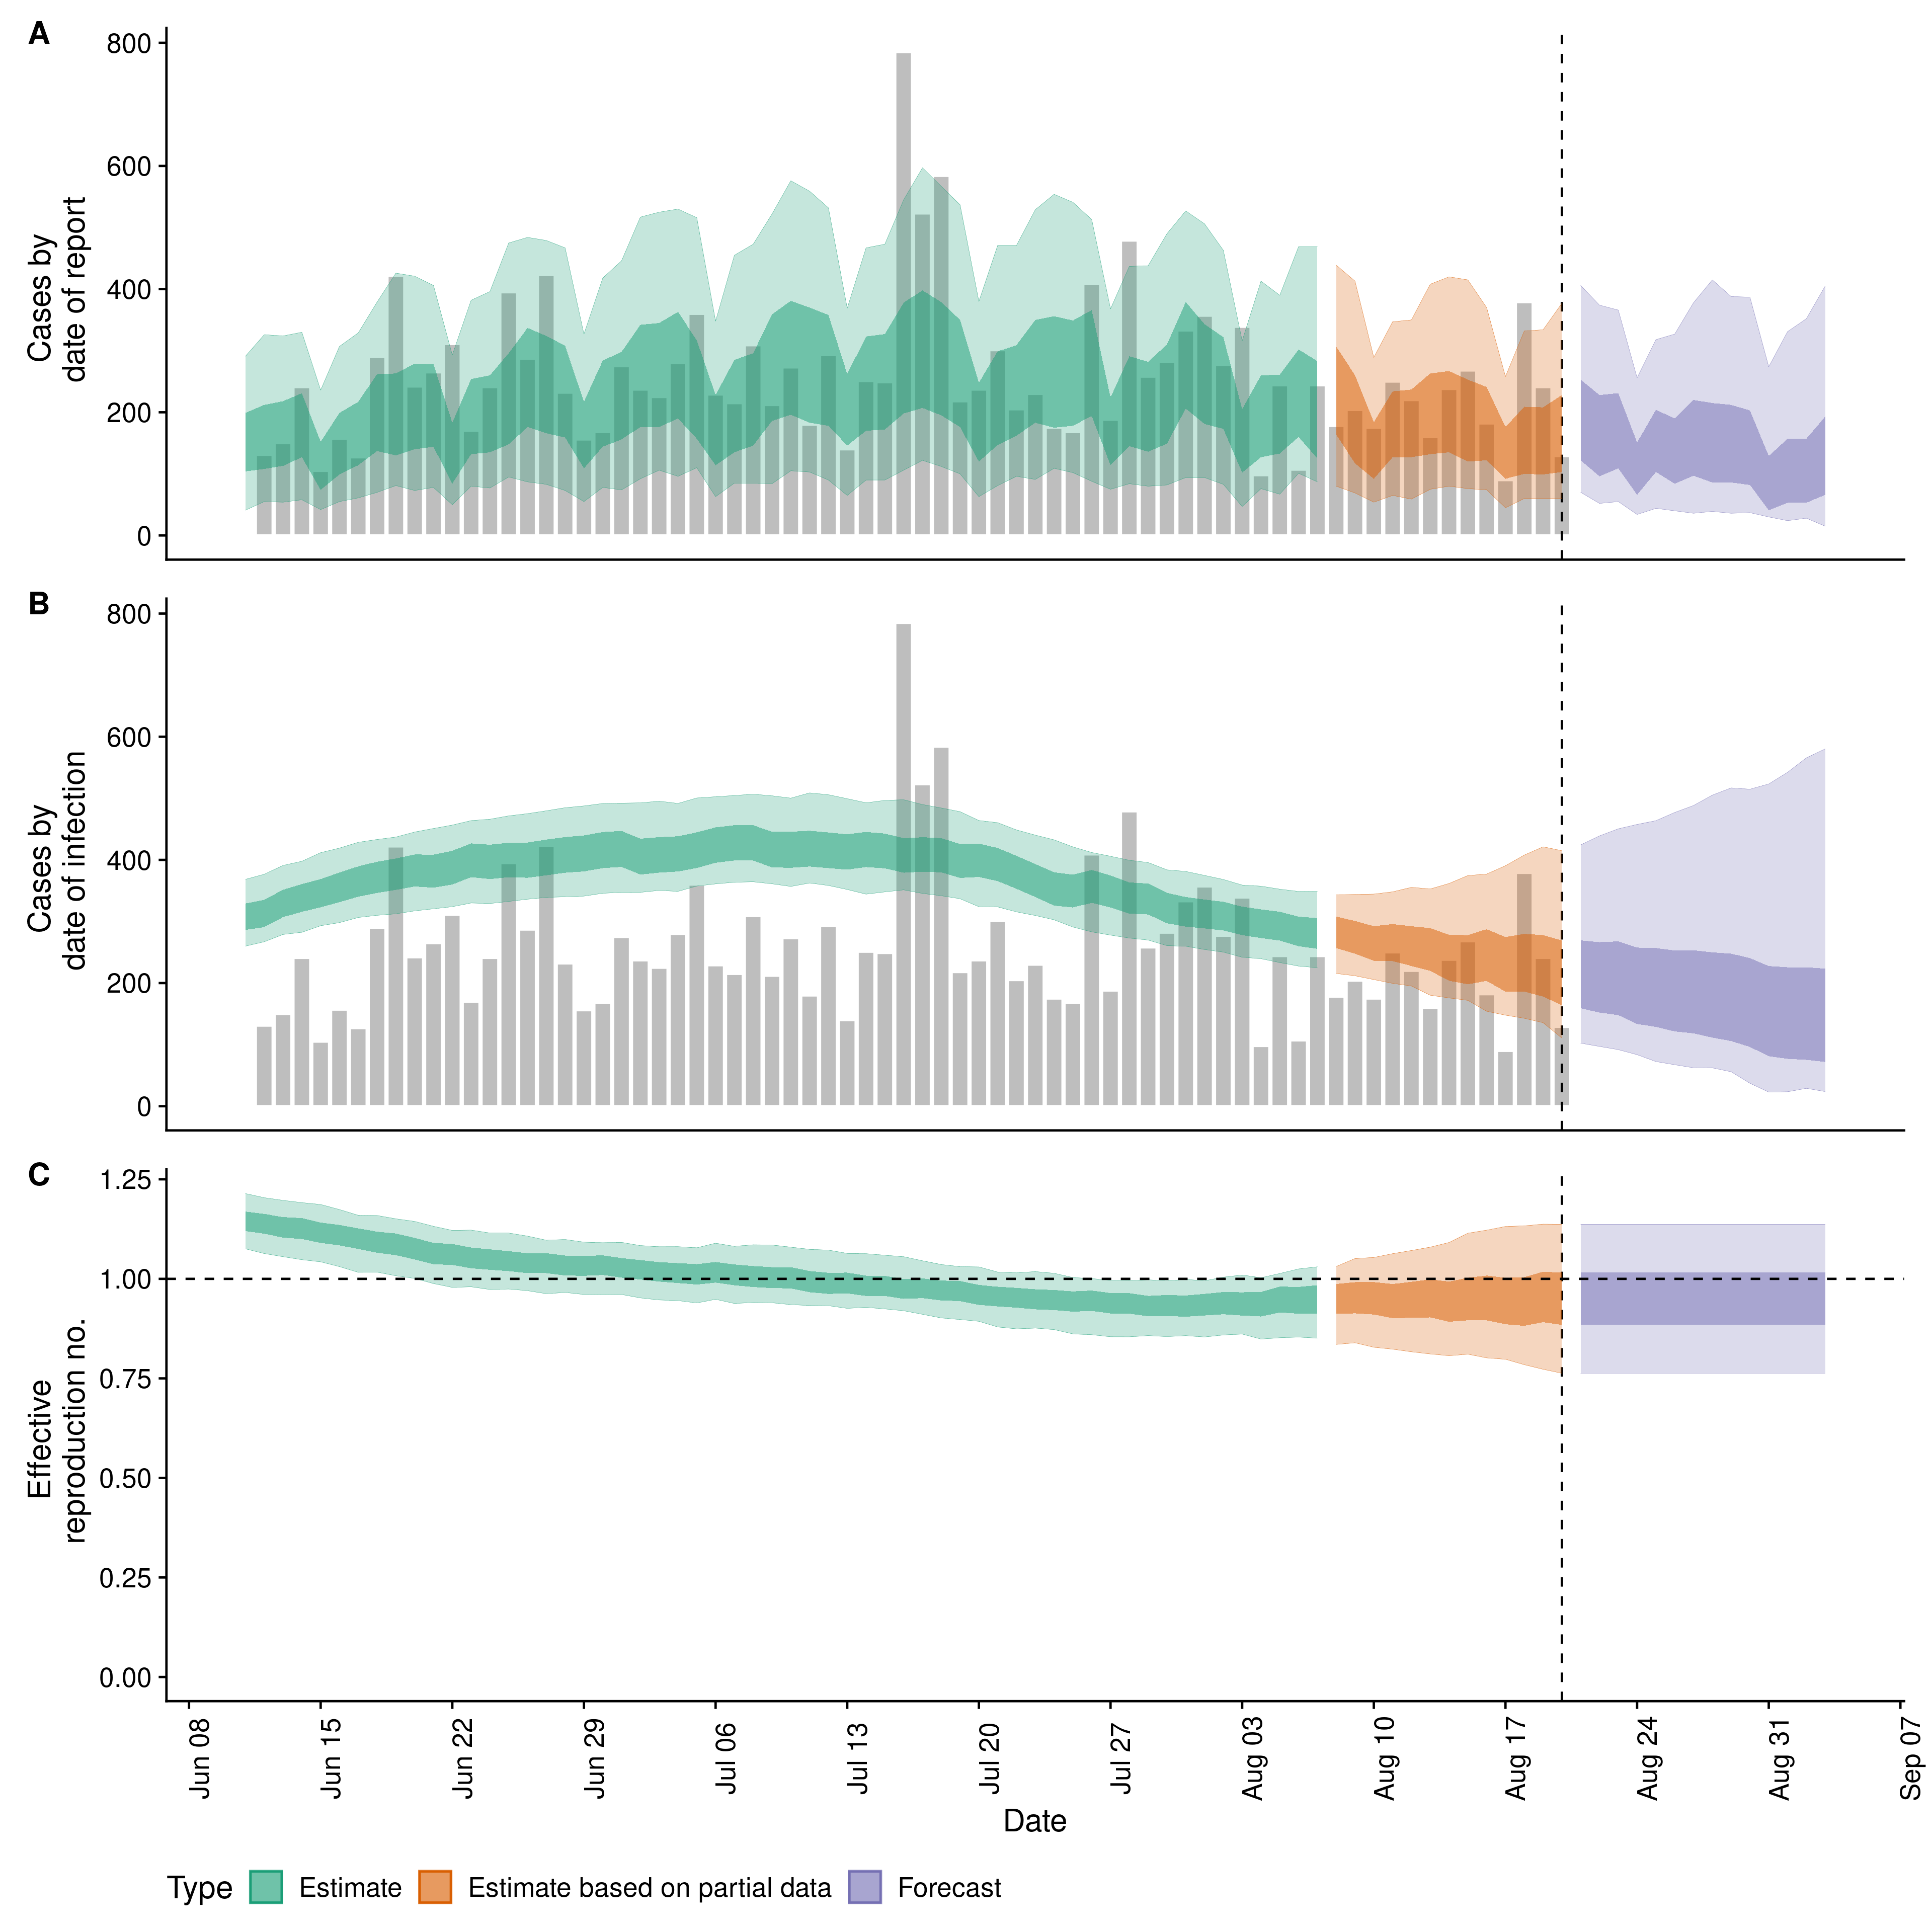 A
800
600
400
200
0
Cases by
date of report
B
800
600
400
200
0
Cases by
date of infection
C
1.25
1.00
0.75
0.50
0.25
0.00
Effective
reproduction no.
Jun 08
Jun 15
Jun 22
Jun 29
Jul 06
Jul 13
Jul 20
Jul 27
Aug 03
Aug 10
Aug 17
Aug 24
Aug 31
Sep 07
Date
Type Estimate Estimate based on partial data Forecast